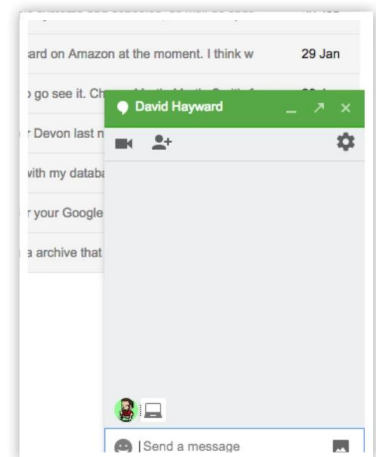 ard on Amazon at the moment. I think w 29 Jan
go see it. Ch
David Hayward
Devon last n
with my databa
your Google
archive that
Send a message